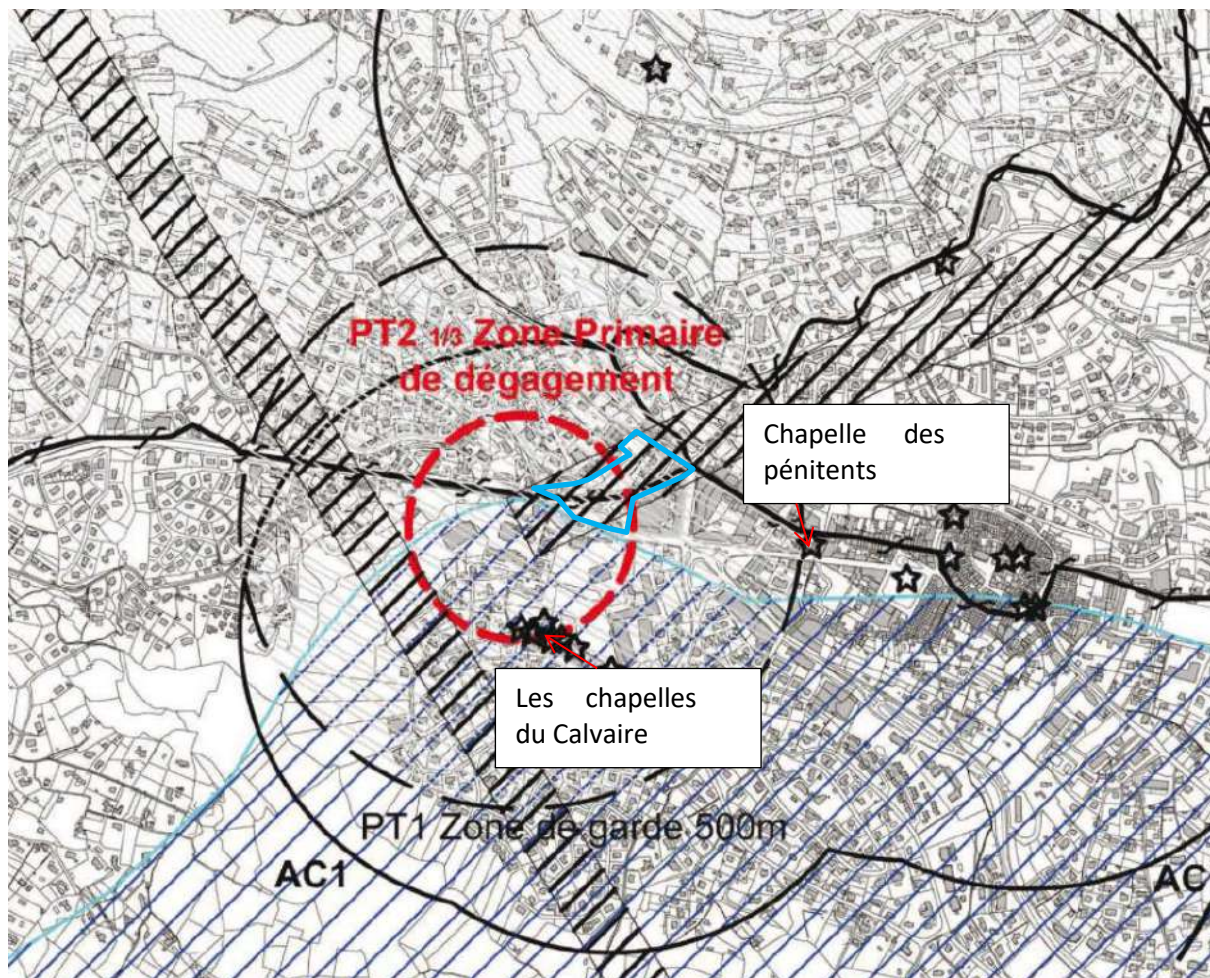 PT2 1/3 Zone Primaire
de dégagement
Chapelle des
pénitents
Les chapelles
du Calvaire
PT1 Zone de garde 500m
AC1
AC